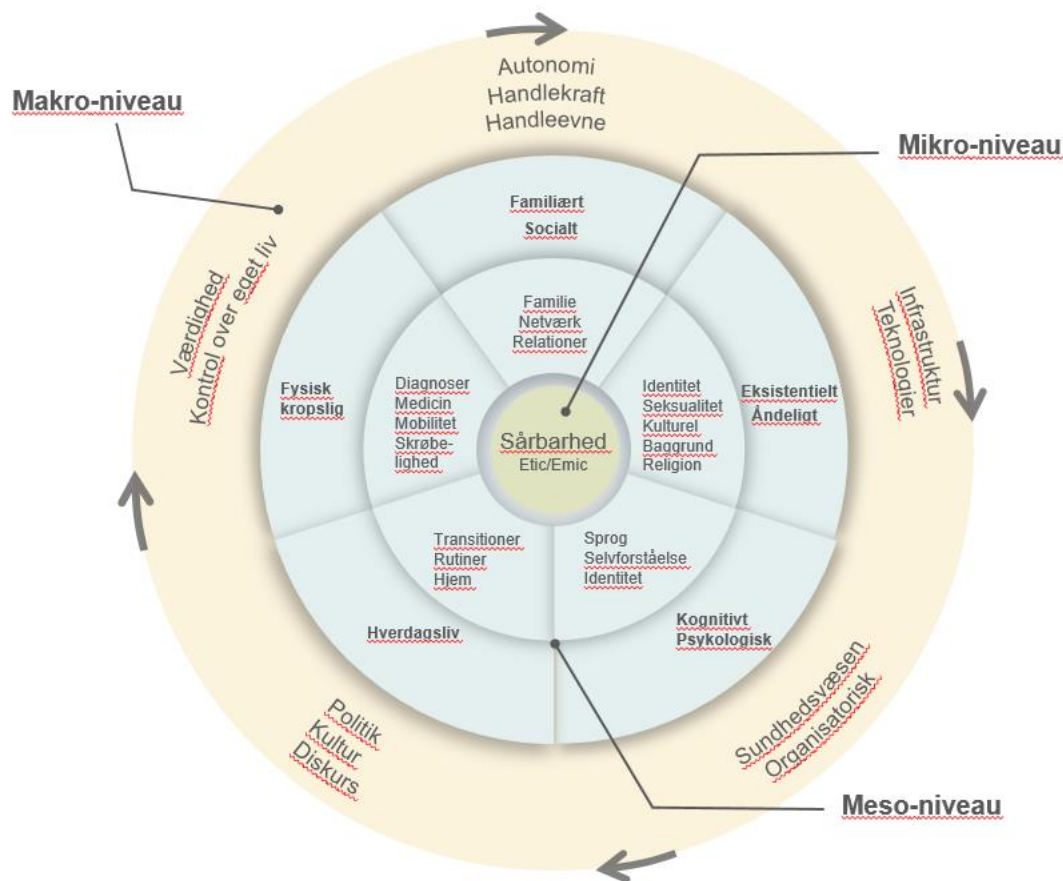 Autonomi
Handlekraft
Handleevne
Makro-niveau
Mikro-niveau
Familiært
Socialt
Værdighed
Kontrol over eget liv
Infrastruktur
Teknologier
Familie
Netværk
Relationer
Fysisk
kropslig
Diagnoser
Medicin
Mobilitet
Skrøbe-
lighed
Identitet
Seksualitet
Kulturel
Baggrund
Religion
Eksistentielt
Åndeligt
Sårbarhed
Etic/Emic
Transitioner
Rutiner
Hjem
Sprog
Selvforståelse
Identitet
Hverdagsliv
Kognitivt
Psykologisk
Politik
Kultur
Diskurs
Sundhedsvæsen
Organisatorisk
Meso-niveau